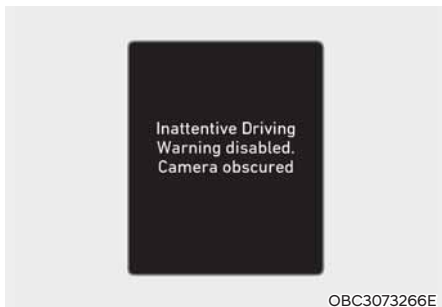 Inattentive Driving
Warning disabled.
Camera obscured
OBC3073266E